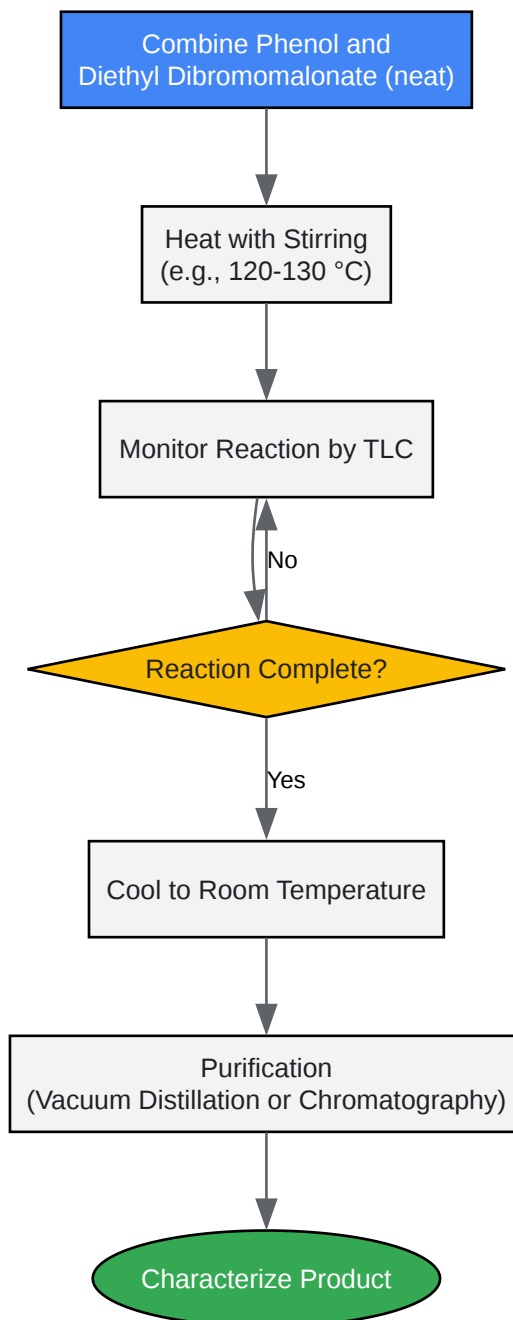 Combine Phenol and
Diethyl Dibromomalonate (neat)
Heat with Stirring
(e.g., 120-130 °C)
Monitor Reaction by TLC
No
Reaction Complete?
Yes
Cool to Room Temperature
Purification
(Vacuum Distillation or Chromatography)
Characterize Product